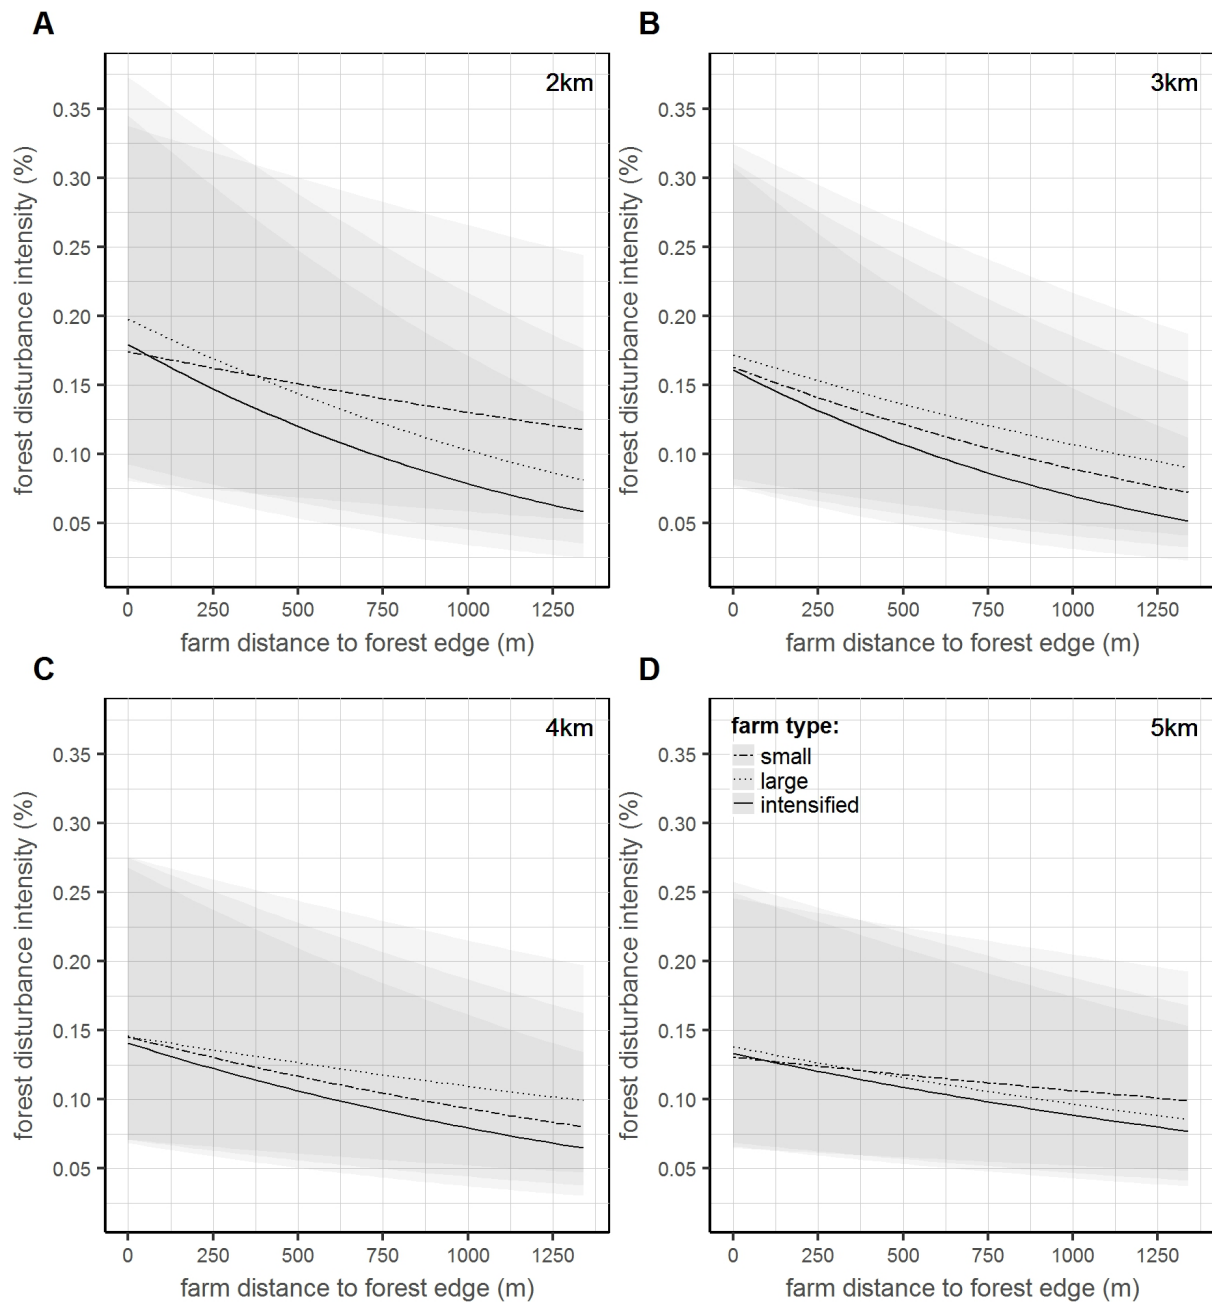 A
2km
0.35
0.30
0.25
0.20
0.15
0.10
0.05
forest disturbance intensity (%)
0 250 500 750 1000 1250
farm distance to forest edge (m)
B
3km
0.35
0.30
0.25
0.20
0.15
0.10
0.05
forest disturbance intensity (%)
0 250 500 750 1000 1250
farm distance to forest edge (m)
C
4km
0.35
0.30
0.25
0.20
0.15
0.10
0.05
forest disturbance intensity (%)
0 250 500 750 1000 1250
farm distance to forest edge (m)
D
5km
farm type:
small
large
intensified
0.35
0.30
0.25
0.20
0.15
0.10
0.05
forest disturbance intensity (%)
0 250 500 750 1000 1250
farm distance to forest edge (m)